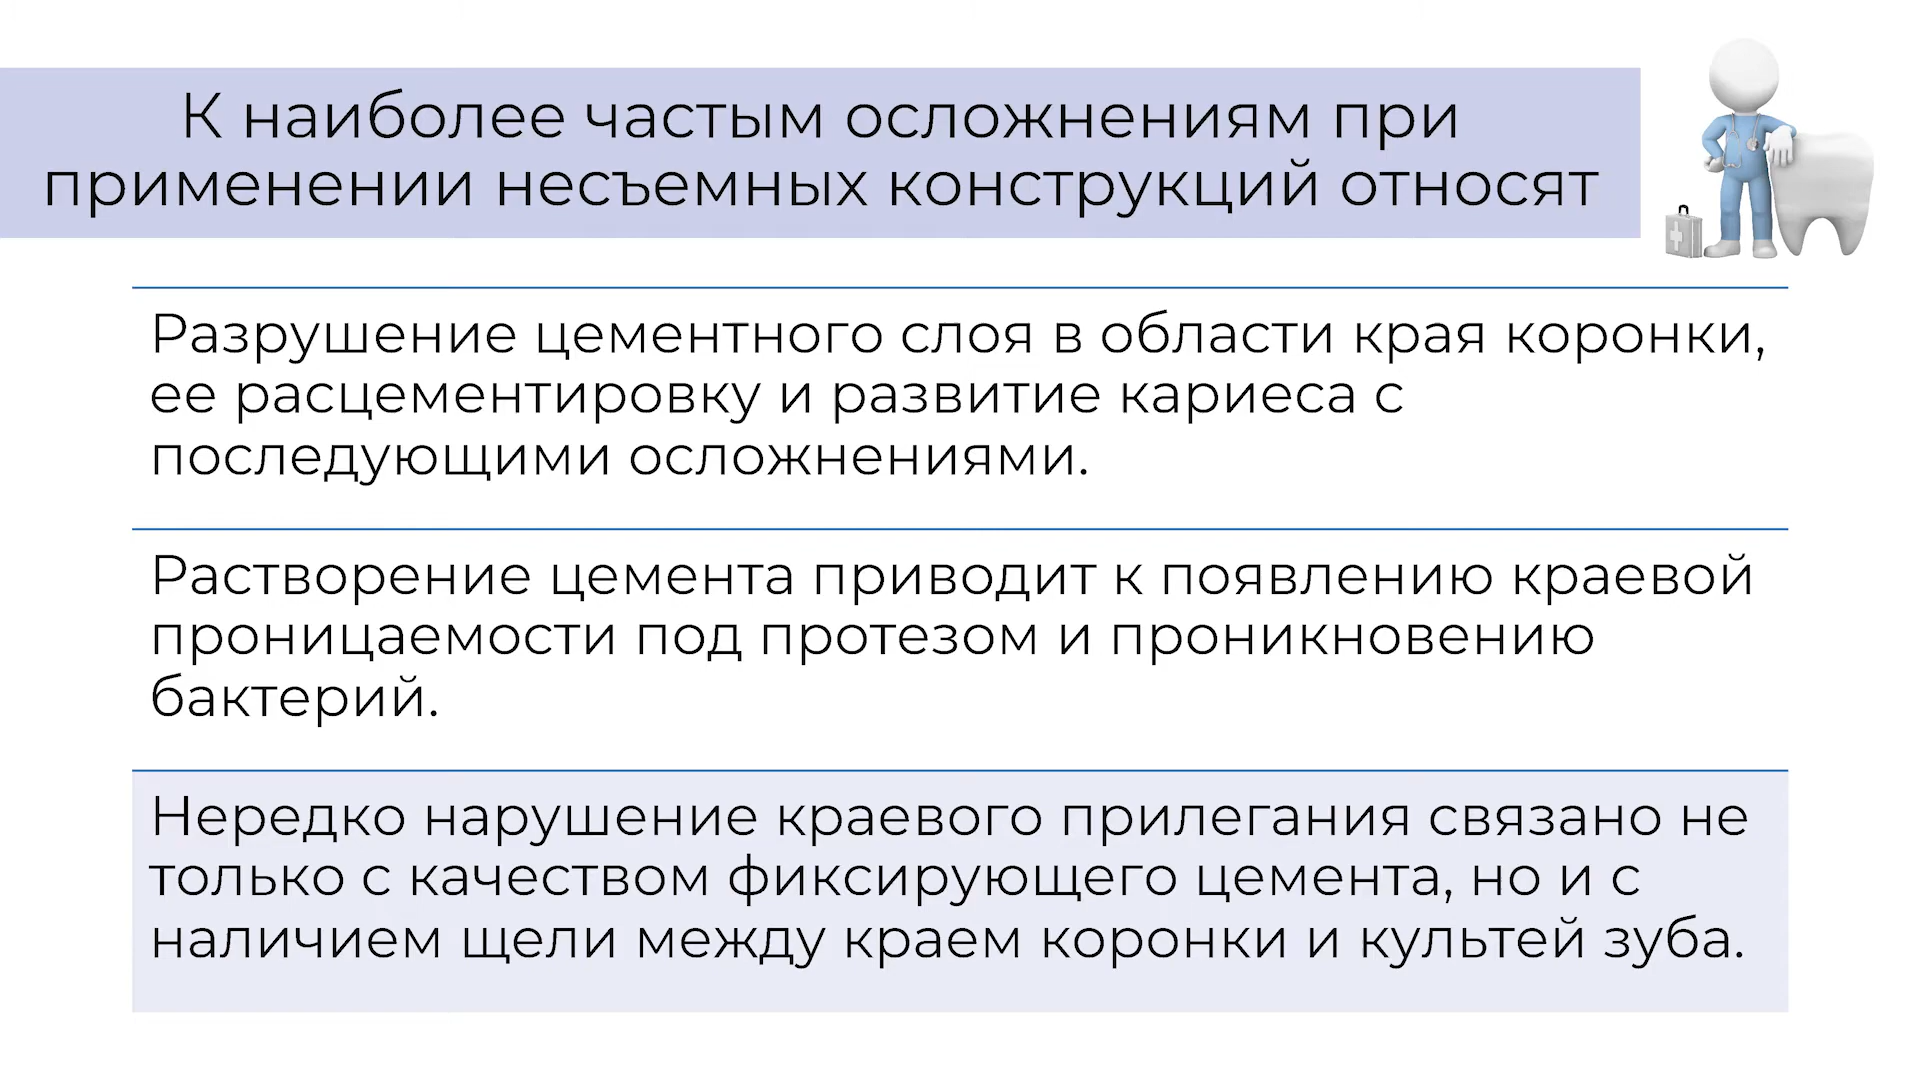 К наиболее частым осложнениям при
применении несъемных конструкций относят
Разрушение цементного слоя в области края коронки,
ее расцементировку и развитие кариеса с
последующими осложнениями.
Растворение цемента приводит к появлению краевой
проницаемости под протезом и проникновению
бактерий.
Нередко нарушение краевого прилегания связано не
только с качеством фиксирующего цемента, но и с
наличием щели между краем коронки и культей зуба.